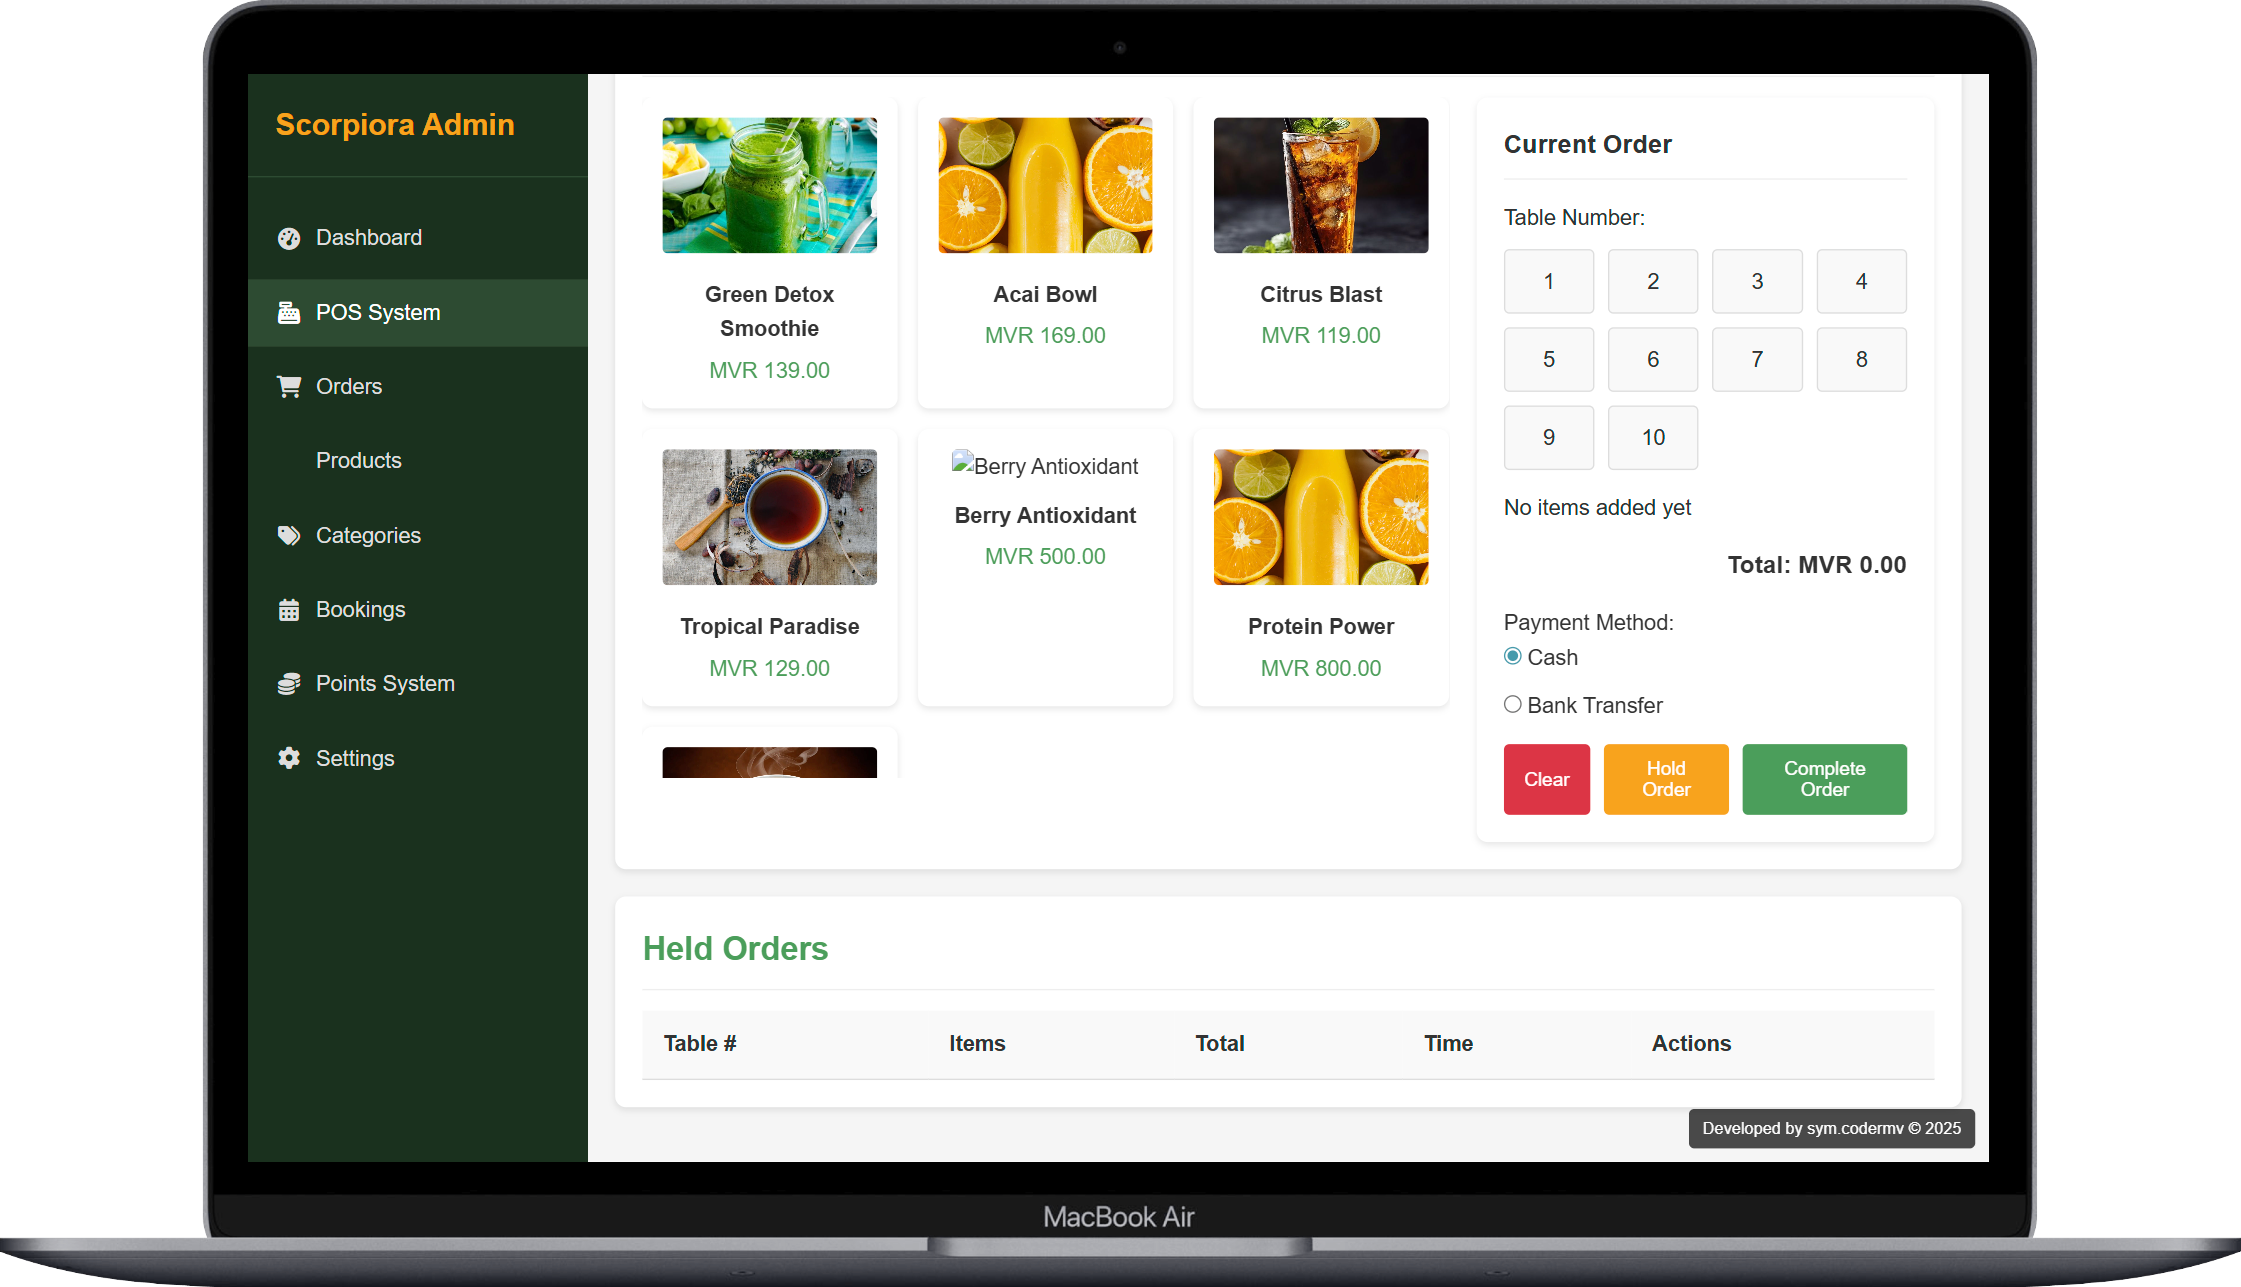 Scorpiora Admin
Dashboard
POS System
Orders
Products
Categories
Bookings
Points System
Settings
Green Detox
Smoothie
MVR 139.00
Acai Bowl
MVR 169.00
Citrus Blast
MVR 119.00
Tropical Paradise
MVR 129.00
Berry Antioxidant
Berry Antioxidant
MVR 500.00
Protein Power
MVR 800.00
Current Order
Table Number:
1 2 3 4
5 6 7 8
9 10
No items added yet
Total: MVR 0.00
Payment Method:
Cash
Bank Transfer
Clear
Hold
Order
Complete
Order
Held Orders
Table # Items Total Time Actions
Developed by sym.codermv © 2025
MacBook Air